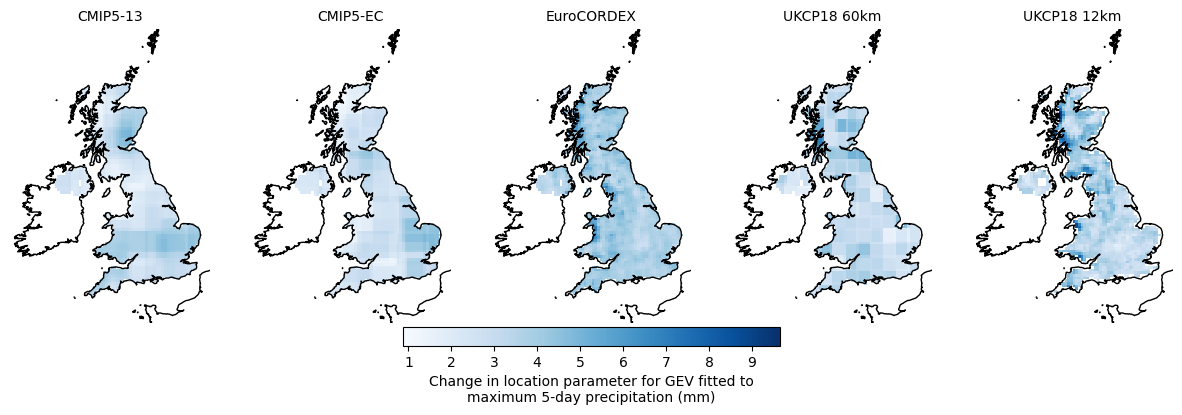 CMIP5-13 CMIP5-EC EuroCORDEX UKCP18 60km UKCP18 12km
1 2 3 4 5 6 7 8 9
Change in location parameter for GEV fitted to
maximum 5-day precipitation (mm)